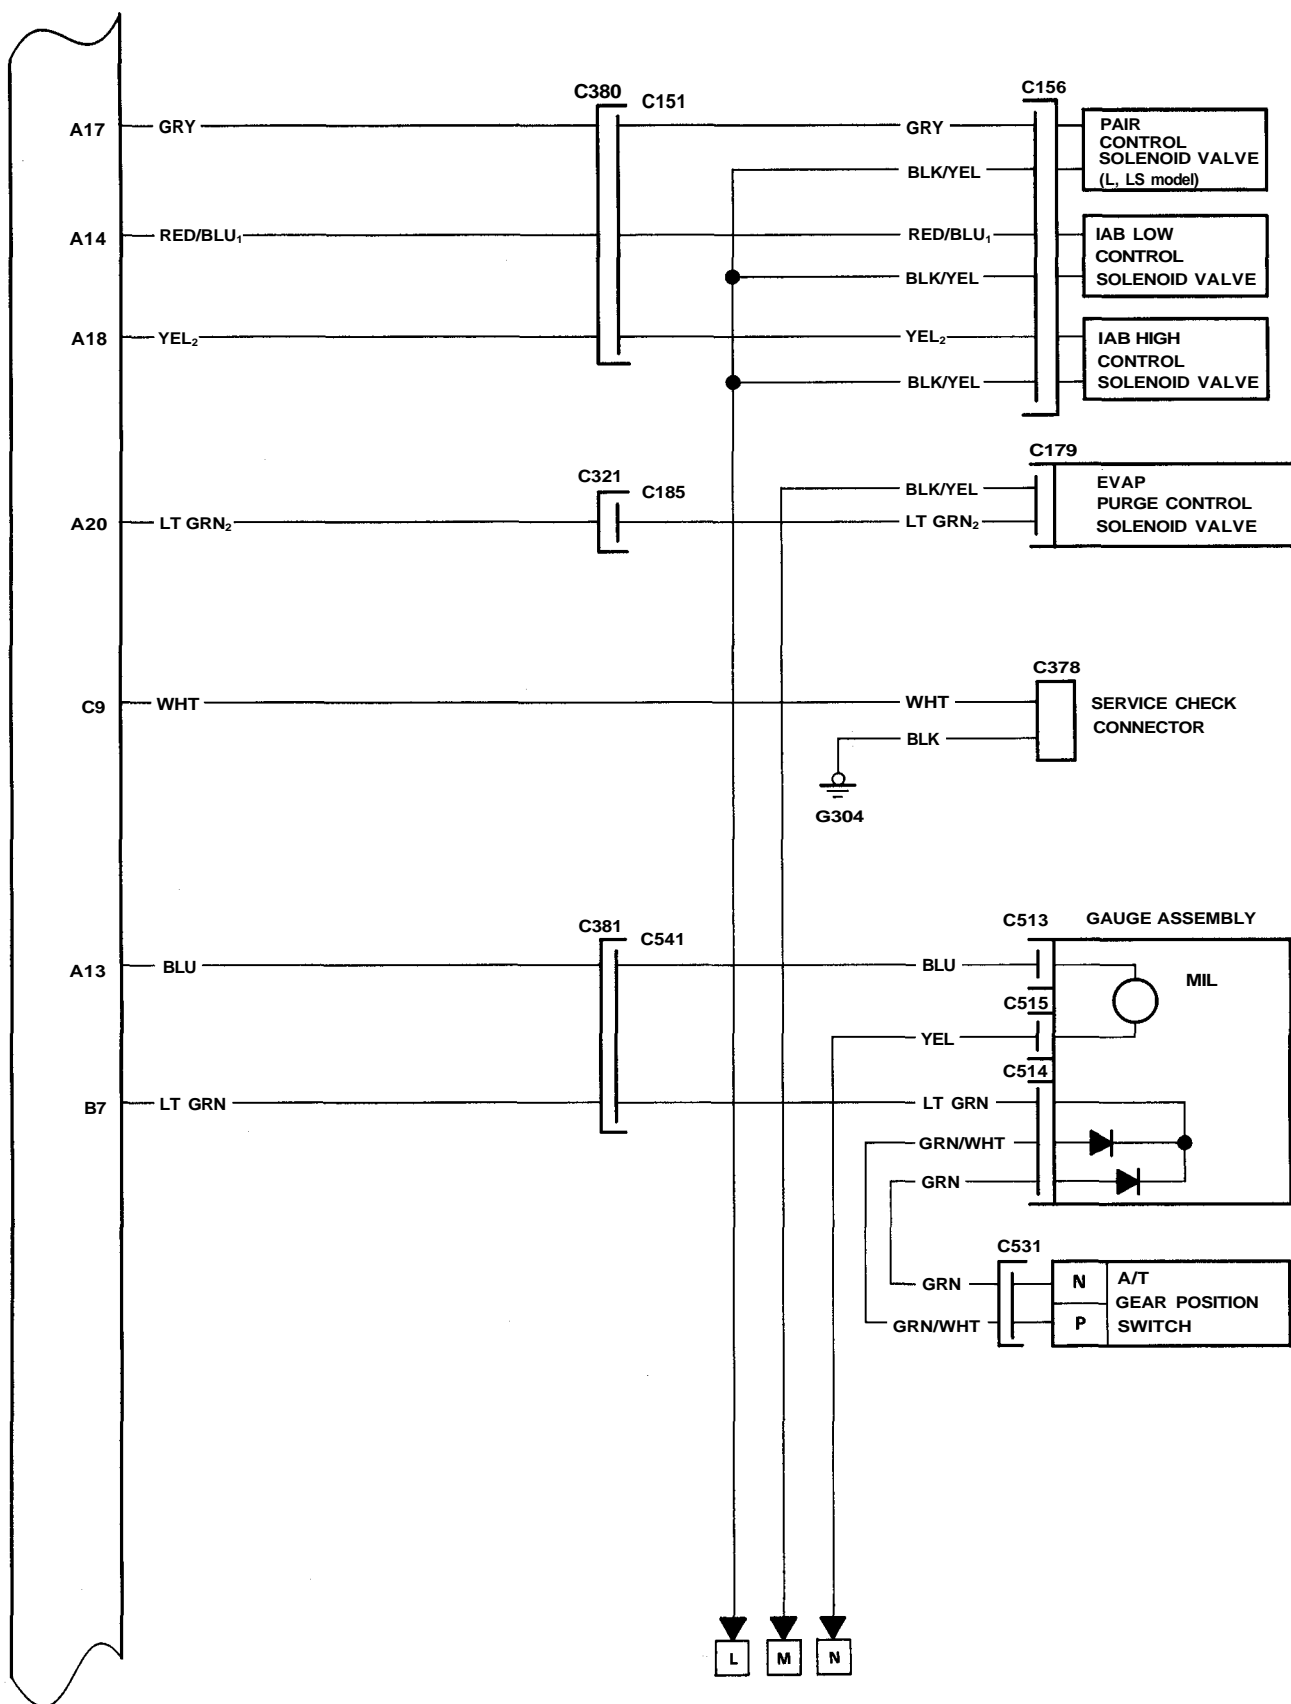 C380 C151 C156
A17 GRY GRY PAIR
CONTROL
BLK/YEL SOLENOID VALVE
(L, LS model)
A14 RED/BLU₁ RED/BLU₁ IAB LOW
CONTROL
BLK/YEL SOLENOID VALVE
A18 YEL₂ YEL₂ IAB HIGH
CONTROL
BLK/YEL SOLENOID VALVE
C321 C185 C179
BLK/YEL EVAP
PURGE CONTROL
A20 LT GRN₂ LT GRN₂ SOLENOID VALVE
C378
C9 WHT WHT SERVICE CHECK
CONNECTOR
BLK
G304
C381 C541 C513 GAUGE ASSEMBLY
A13 BLU BLU MIL
C515
YEL
C514
B7 LT GRN LT GRN
GRN/WHT
GRN
C531
GRN N A/T
GEAR POSITION
GRN/WHT P SWITCH
L M N